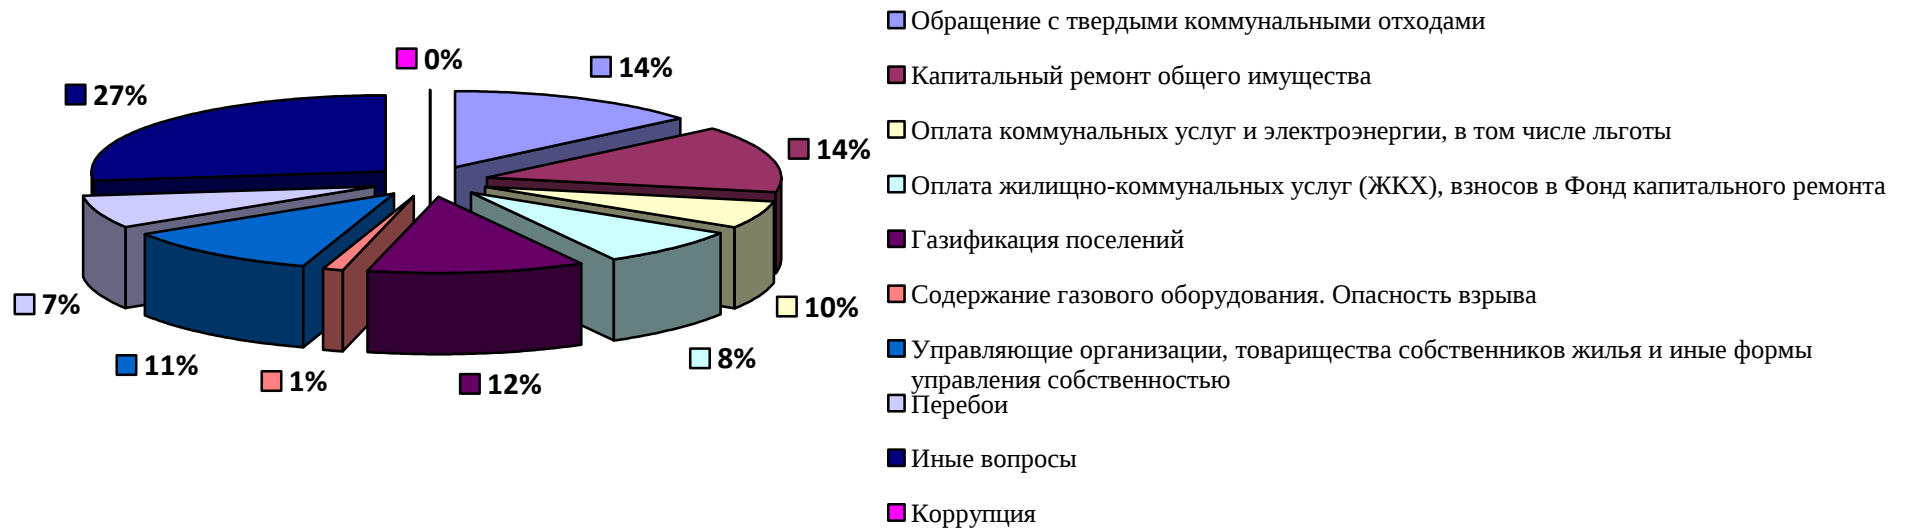 0%
14%
27%
14%
7%
10%
11%
1%
12%
8%
Обращение с твердыми коммунальными отходами
Капитальный ремонт общего имущества
Оплата коммунальных услуг и электроэнергии, в том числе льготы
Оплата жилищно-коммунальных услуг (ЖКХ), взносов в Фонд капитального ремонта
Газификация поселений
Содержание газового оборудования. Опасность взрыва
Управляющие организации, товарищества собственников жилья и иные формы
управления собственностью
Перебои
Иные вопросы
Коррупция